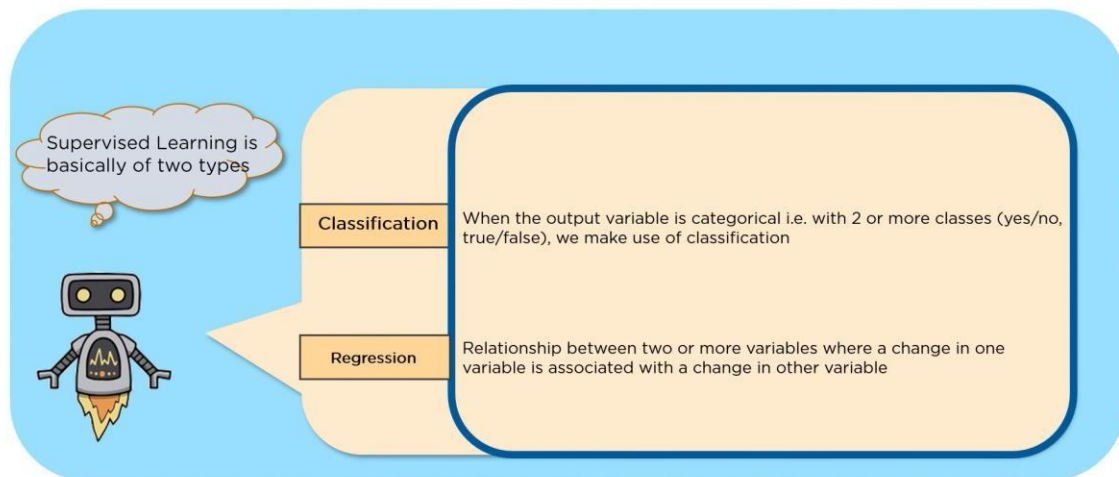 Supervised Learning is
basically of two types
Classification
When the output variable is categorical i.e. with 2 or more classes (yes/no,
true/false), we make use of classification
Regression
Relationship between two or more variables where a change in one
variable is associated with a change in other variable